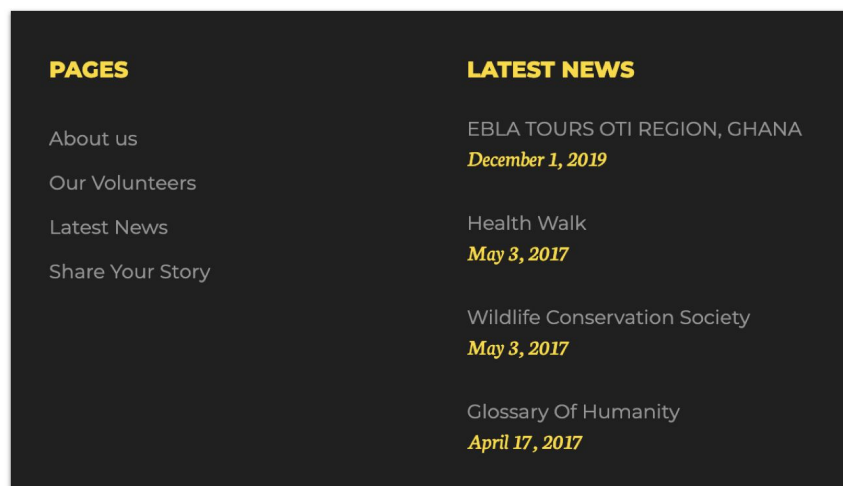 PAGES
About us
Our Volunteers
Latest News
Share Your Story
LATEST NEWS
EBLA TOURS OTI REGION, GHANA
December 1, 2019
Health Walk
May 3, 2017
Wildlife Conservation Society
May 3, 2017
Glossary Of Humanity
April 17, 2017